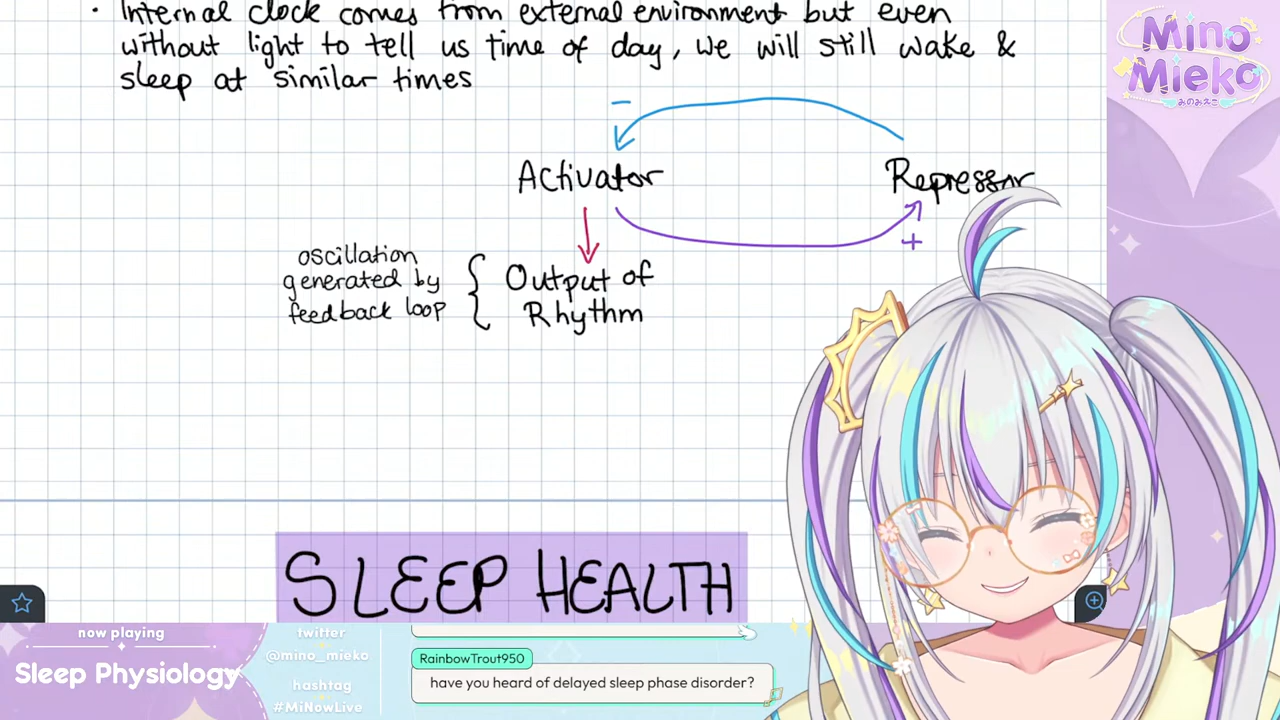 • Internal clock comes from external environment but even
without light to tell us time of day, we will still wake &
sleep at similar times
−
Activator
Repressor
+
oscillation
generated by
feedback loop
Output of
Rhythm
SLEEP HEALTH
Mino
Mieko
みのみえこ
now playing
Sleep Physiology
twitter
@mino_mieko
hashtag
#MiNowLive
RainbowTrout950
have you heard of delayed sleep phase disorder?